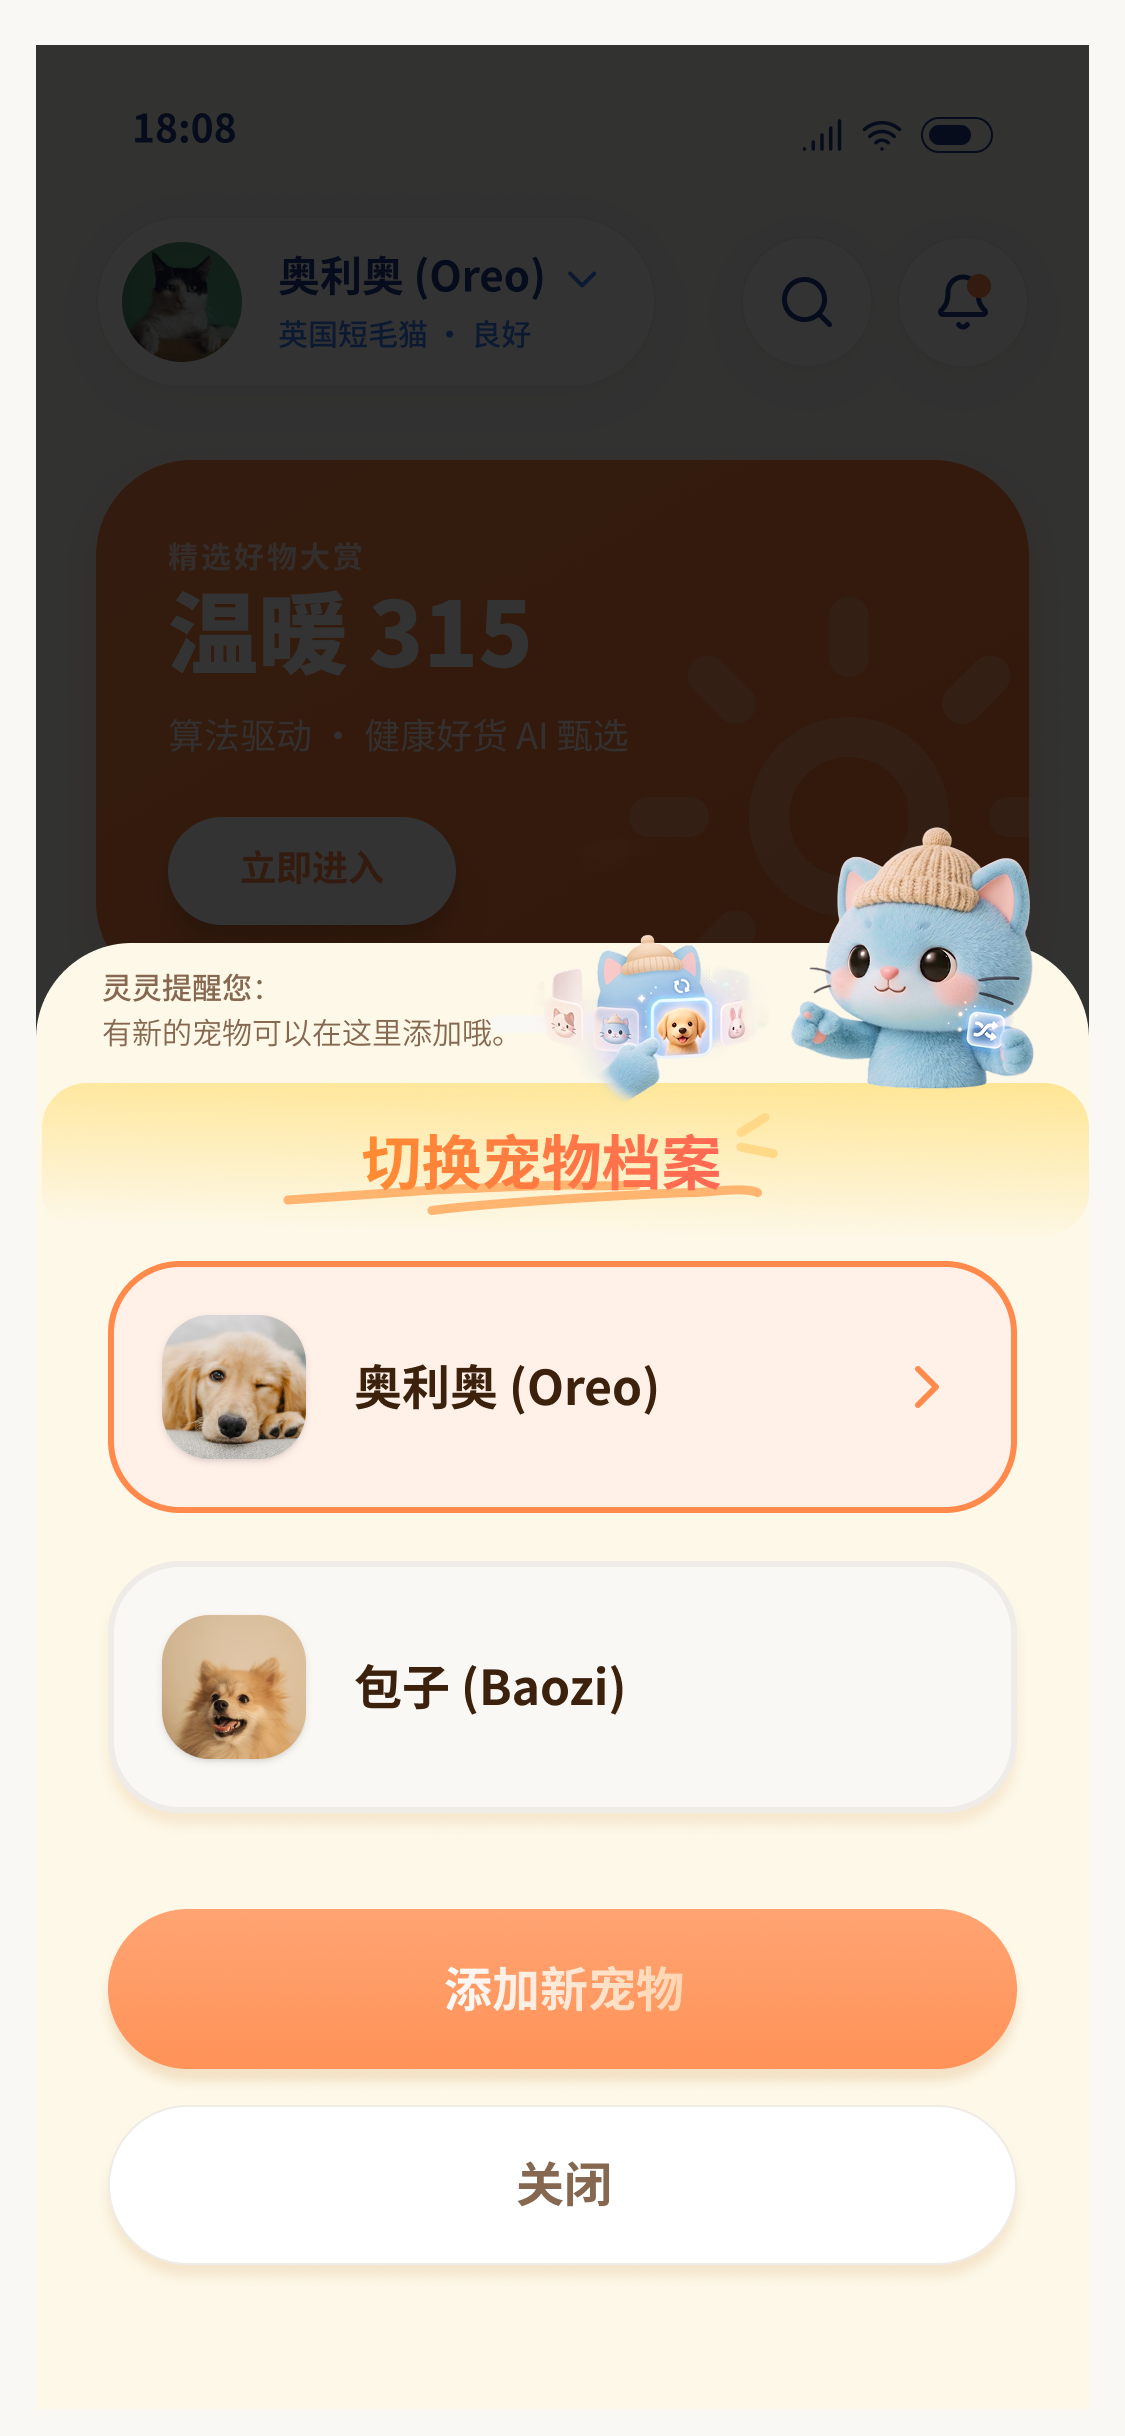 18:08
奥利奥 (Oreo)
英国短毛猫 · 良好
精选好物大赏
温暖 315
算法驱动 · 健康好货 AI 甄选
立即进入
灵灵提醒您：
有新的宠物可以在这里添加哦。
切换宠物档案
奥利奥 (Oreo)
包子 (Baozi)
添加新宠物
关闭